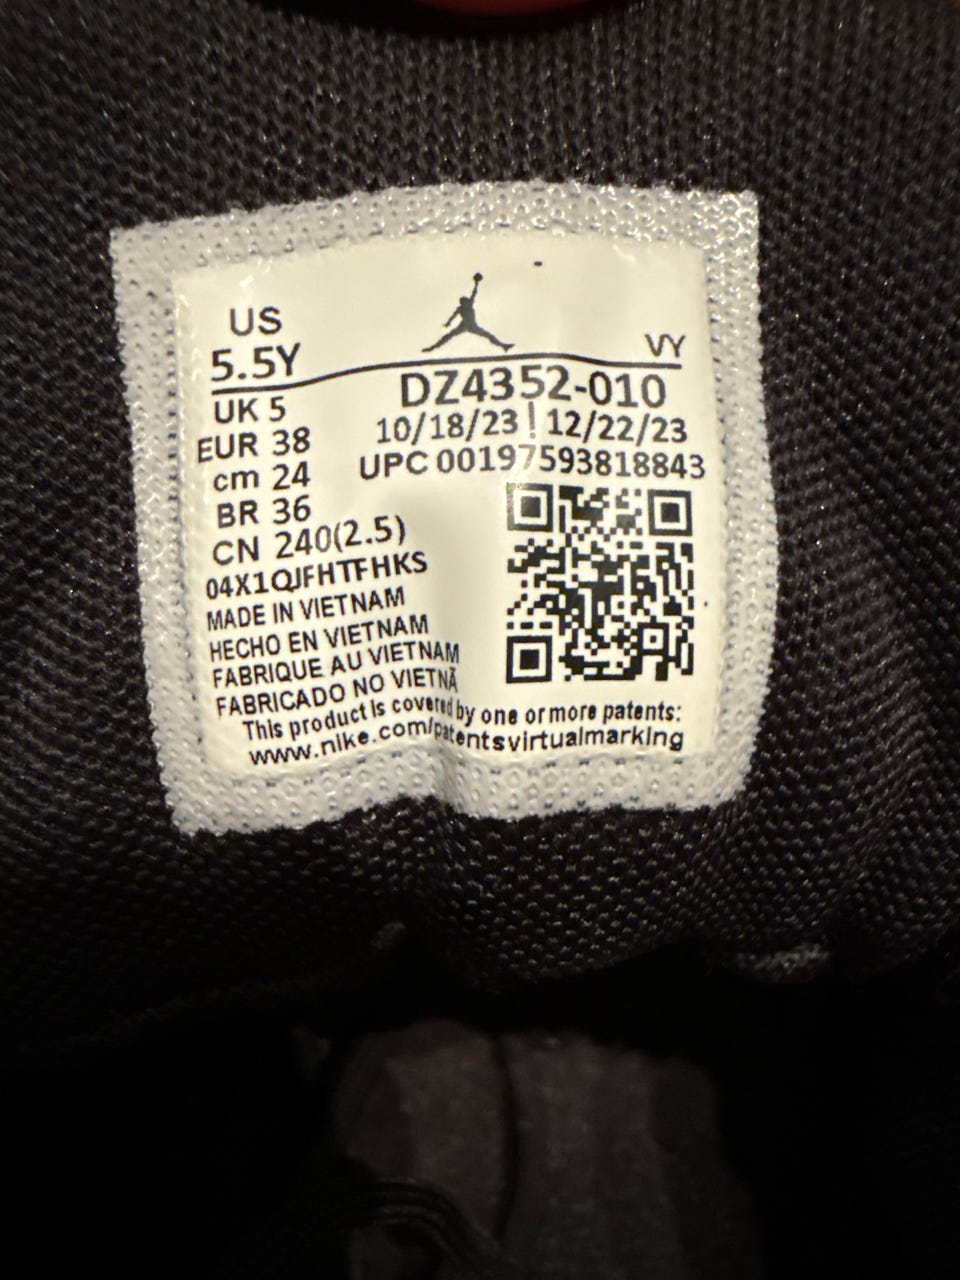 US
5.5Y
VY
UK 5
DZ4352-010
EUR 38
10/18/23 | 12/22/23
cm 24
UPC 00197593818843
BR 36
CN 240(2.5)
04X1QJFHTFHKS
MADE IN VIETNAM
HECHO EN VIETNAM
FABRIQUE AU VIETNAM
FABRICADO NO VIETNÃ
This product is covered by one or more patents:
www.nike.com/patentsvirtualmarking